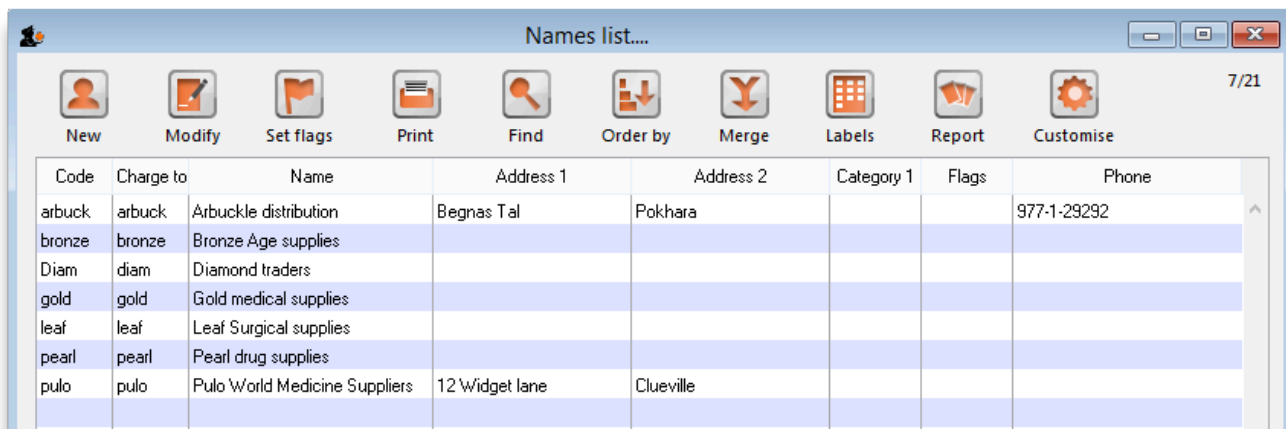 Names list....
7/21
New Modify Set flags Print Find Order by Merge Labels Report Customise
Code Charge to Name Address 1 Address 2 Category 1 Flags Phone
arbuck arbuck Arbuckle distribution Begnas Tal Pokhara 977-1-29292
bronze bronze Bronze Age supplies
Diam diam Diamond traders
gold gold Gold medical supplies
leaf leaf Leaf Surgical supplies
pearl pearl Pearl drug supplies
pulo pulo Pulo World Medicine Suppliers 12 Widget lane Clueville